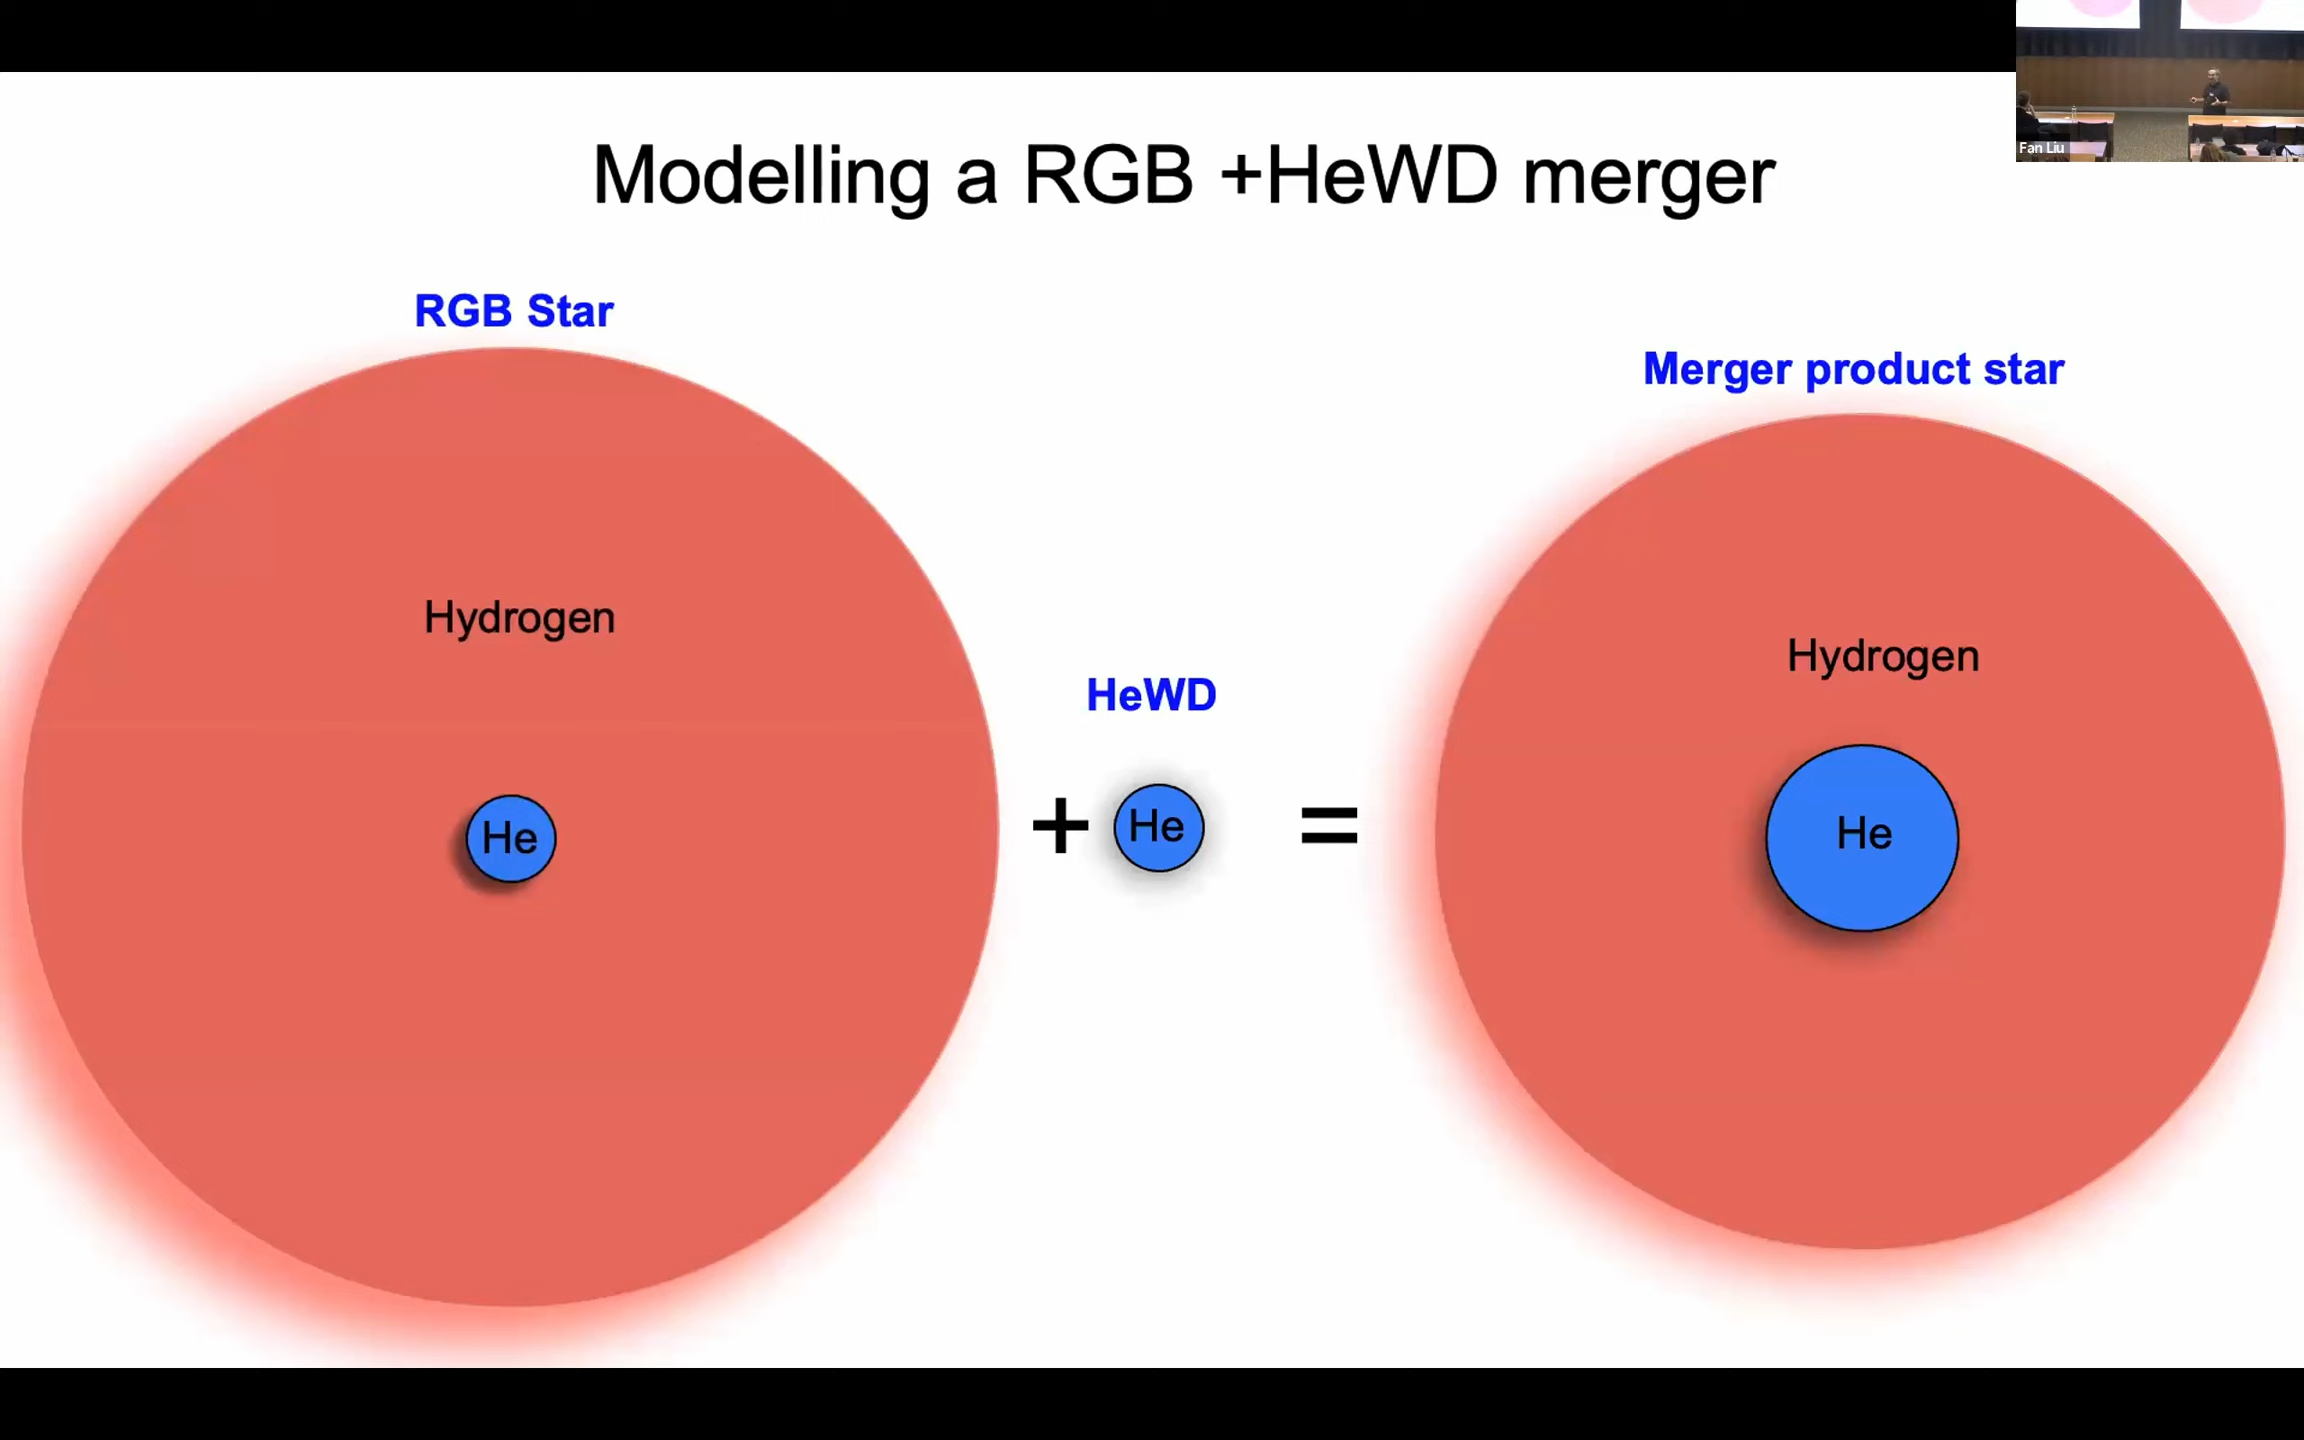 Fan Liu
Modelling a RGB +HeWD merger
RGB Star
Merger product star
Hydrogen
Hydrogen
HeWD
He
+
He
=
He